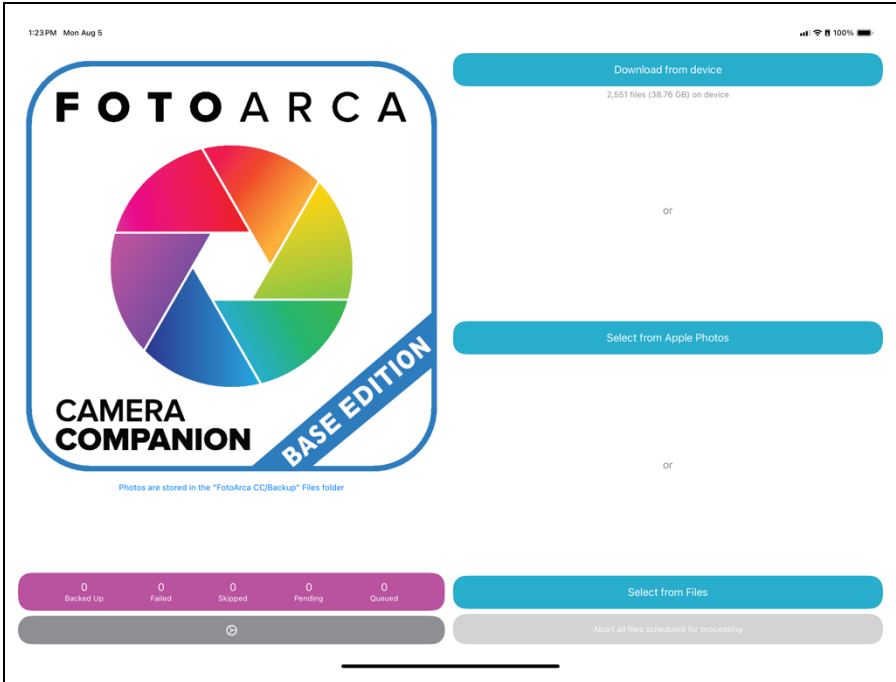 1:23 PM Mon Aug 5
100%
FOTOARCA
CAMERA
COMPANION
BASE EDITION
Photos are stored in the "FotoArca CC/Backup" Files folder
0 0 0 0 0
Backed Up Failed Skipped Pending Queued
Download from device
2,551 files (38.76 GB) on device
or
Select from Apple Photos
or
Select from Files
Abort all files scheduled for processing